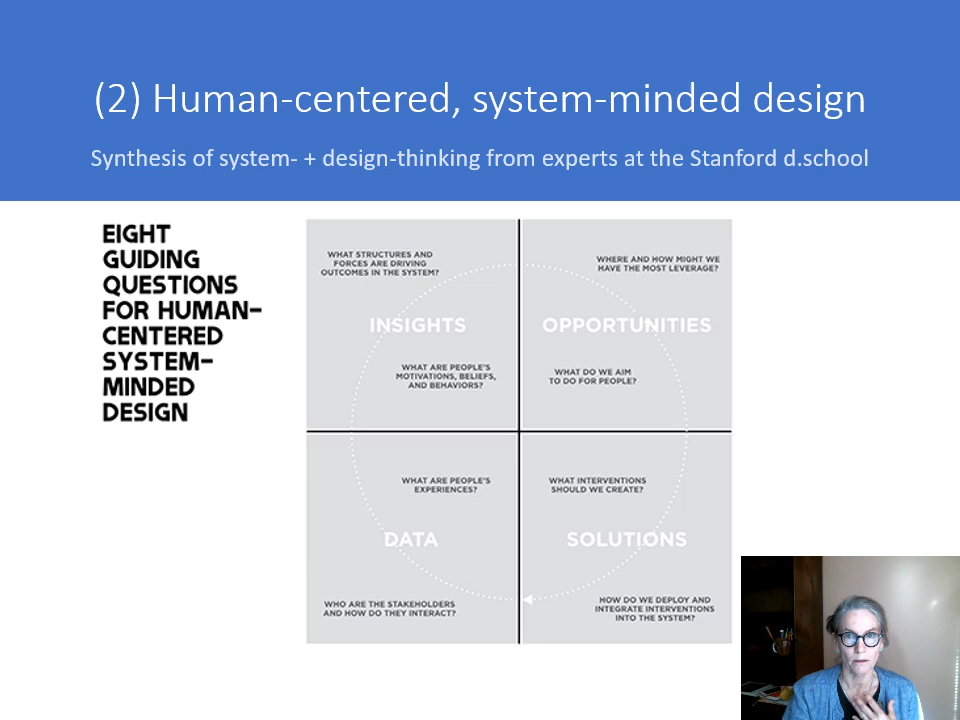 (2) Human-centered, system-minded design
Synthesis of system- + design-thinking from experts at the Stanford d.school
EIGHT
GUIDING
QUESTIONS
FOR HUMAN-
CENTERED
SYSTEM-
MINDED
DESIGN
WHAT STRUCTURES AND
FORCES ARE DRIVING
OUTCOMES IN THE SYSTEM?
INSIGHTS
WHAT ARE PEOPLE'S
MOTIVATIONS, BELIEFS,
AND BEHAVIORS?
WHERE AND HOW MIGHT WE
HAVE THE MOST LEVERAGE?
OPPORTUNITIES
WHAT DO WE AIM
TO DO FOR PEOPLE?
WHAT ARE PEOPLE'S
EXPERIENCES?
DATA
WHO ARE THE STAKEHOLDERS
AND HOW DO THEY INTERACT?
WHAT INTERVENTIONS
SHOULD WE CREATE?
SOLUTIONS
HOW DO WE DEPLOY AND
INTEGRATE INTERVENTIONS
INTO THE SYSTEM?